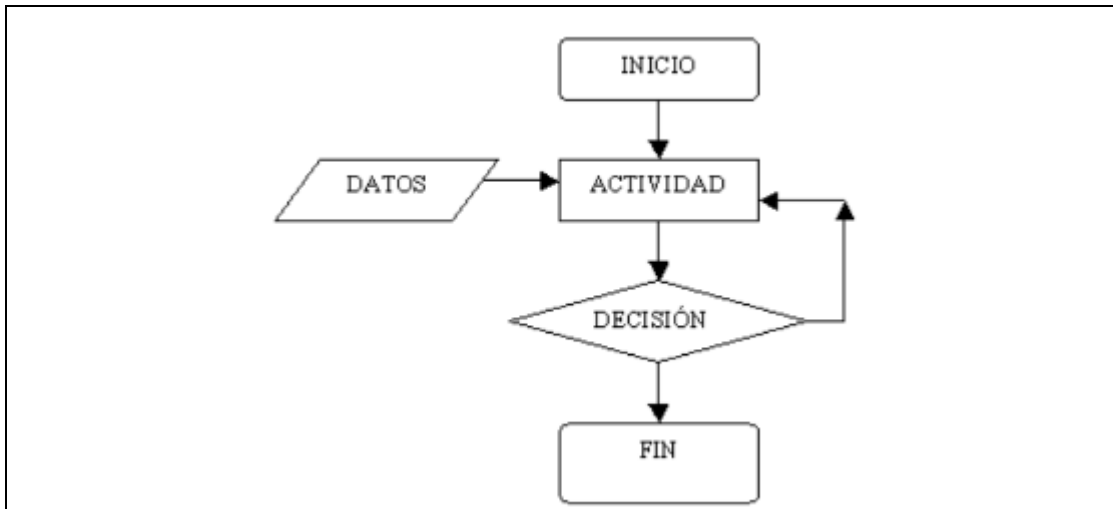 INICIO
DATOS
ACTIVIDAD
DECISIÓN
FIN